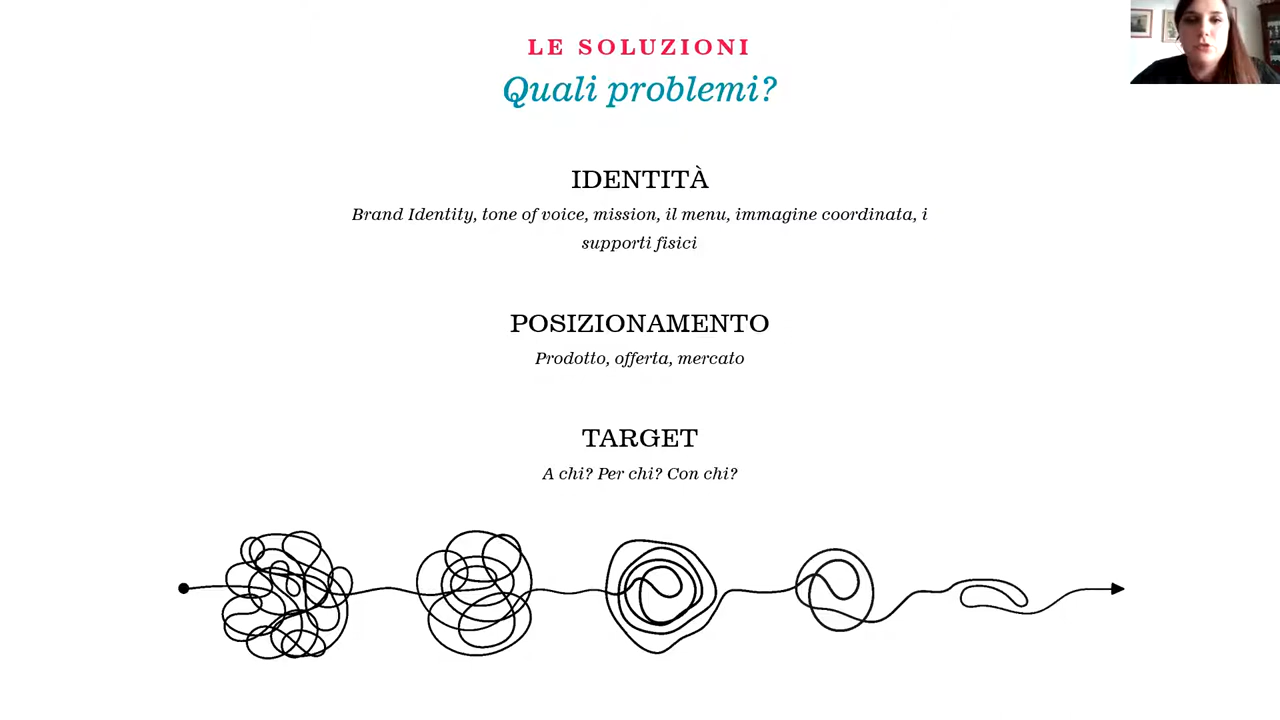 LE SOLUZIONI
Quali problemi?
IDENTITÀ
Brand Identity, tone of voice, mission, il menu, immagine coordinata, i
supporti fisici
POSIZIONAMENTO
Prodotto, offerta, mercato
TARGET
A chi? Per chi? Con chi?